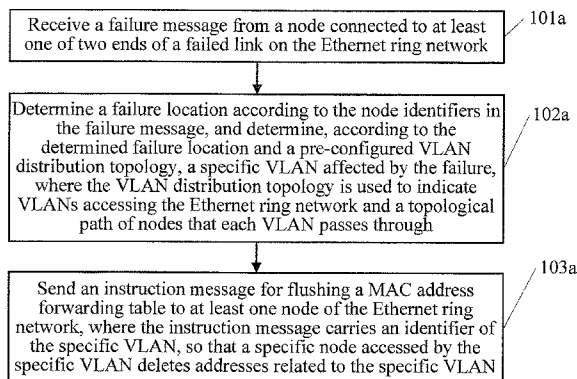 Receive a failure message from a node connected to at least
one of two ends of a failed link on the Ethernet ring network
101a
Determine a failure location according to the node identifiers in
the failure message, and determine, according to the
determined failure location and a pre-configured VLAN
distribution topology, a specific VLAN affected by the failure,
where the VLAN distribution topology is used to indicate
VLANs accessing the Ethernet ring network and a topological
path of nodes that each VLAN passes through
102a
Send an instruction message for flushing a MAC address
forwarding table to at least one node of the Ethernet ring
network, where the instruction message carries an identifier of
the specific VLAN, so that a specific node accessed by the
specific VLAN deletes addresses related to the specific VLAN
103a